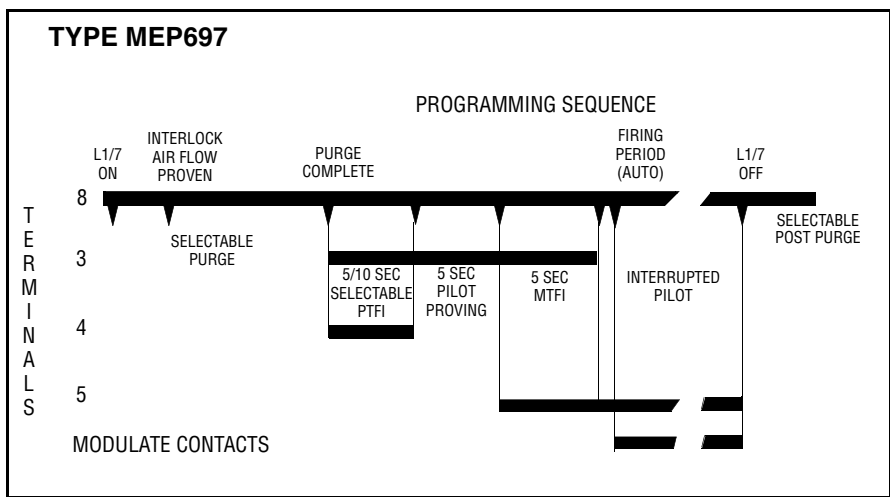 TYPE MEP697
PROGRAMMING SEQUENCE
L1/7
ON
INTERLOCK
AIR FLOW
PROVEN
PURGE
COMPLETE
FIRING
PERIOD
(AUTO)
L1/7
OFF
TERMINALS
8
SELECTABLE
PURGE
SELECTABLE
POST PURGE
3
5/10 SEC
SELECTABLE
PTFI
5 SEC
PILOT
PROVING
5 SEC
MTFI
INTERRUPTED
PILOT
4
5
MODULATE CONTACTS